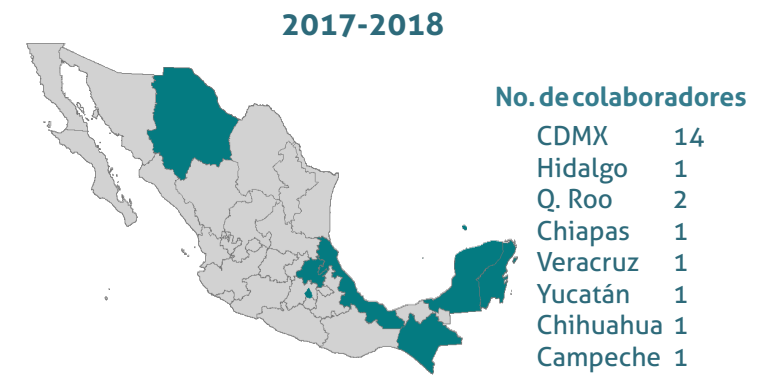 2017-2018
No. de colaboradores
CDMX 14
Hidalgo 1
Q. Roo 2
Chiapas 1
Veracruz 1
Yucatán 1
Chihuahua 1
Campeche 1